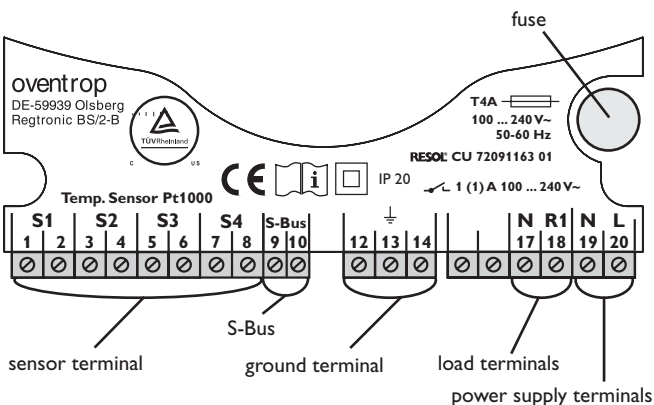 fuse
oventrop
DE-59939 Olsberg
Regtronic BS/2-B
TÜVRheinland
C US
T4A
100 ... 240 V~
50-60 Hz
RESOL® CU 72091163 01
CE i IP 20
1 (1) A 100 ... 240 V~
Temp. Sensor Pt1000
S1 S2 S3 S4 S-Bus N R1 N L
1 2 3 4 5 6 7 8 9 10 12 13 14 17 18 19 20
S-Bus
sensor terminal ground terminal load terminals
power supply terminals